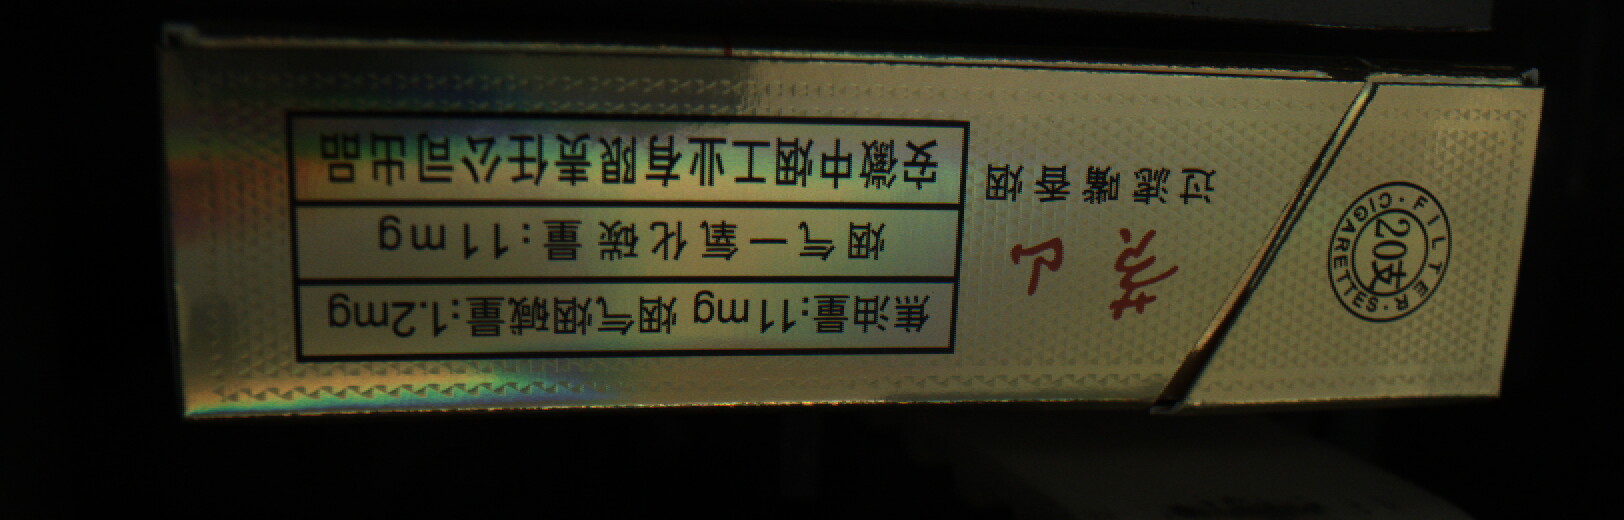 FILTER·CIGARETTES·
20支
黄山
过滤嘴香烟
焦油量:11mg 烟气烟碱量:1.2mg
烟气一氧化碳量:11mg
安徽中烟工业有限责任公司出品